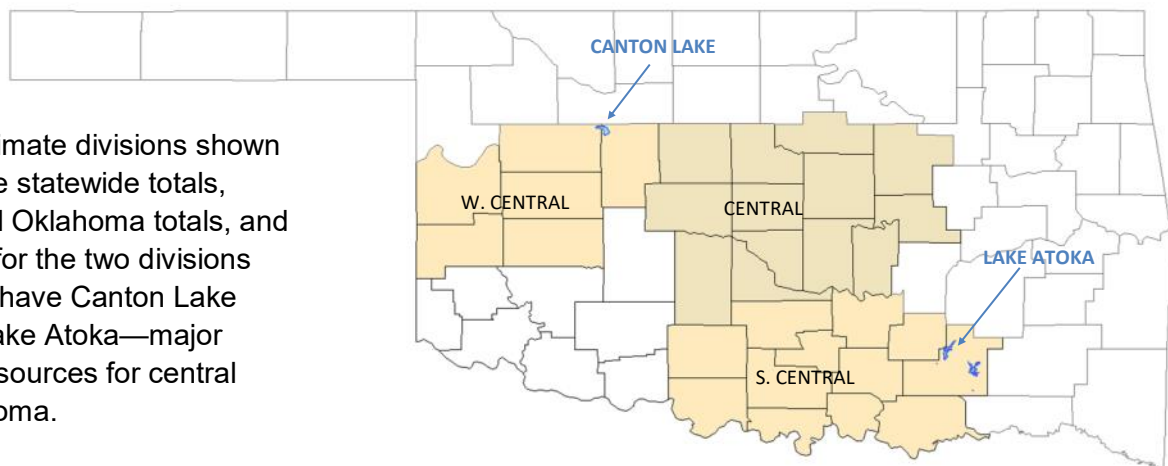 CANTON LAKE
imate divisions shown
e statewide totals,
l Oklahoma totals, and
for the two divisions
have Canton Lake
ake Atoka—major
sources for central
oma.
W. CENTRAL
CENTRAL
LAKE ATOKA
S. CENTRAL